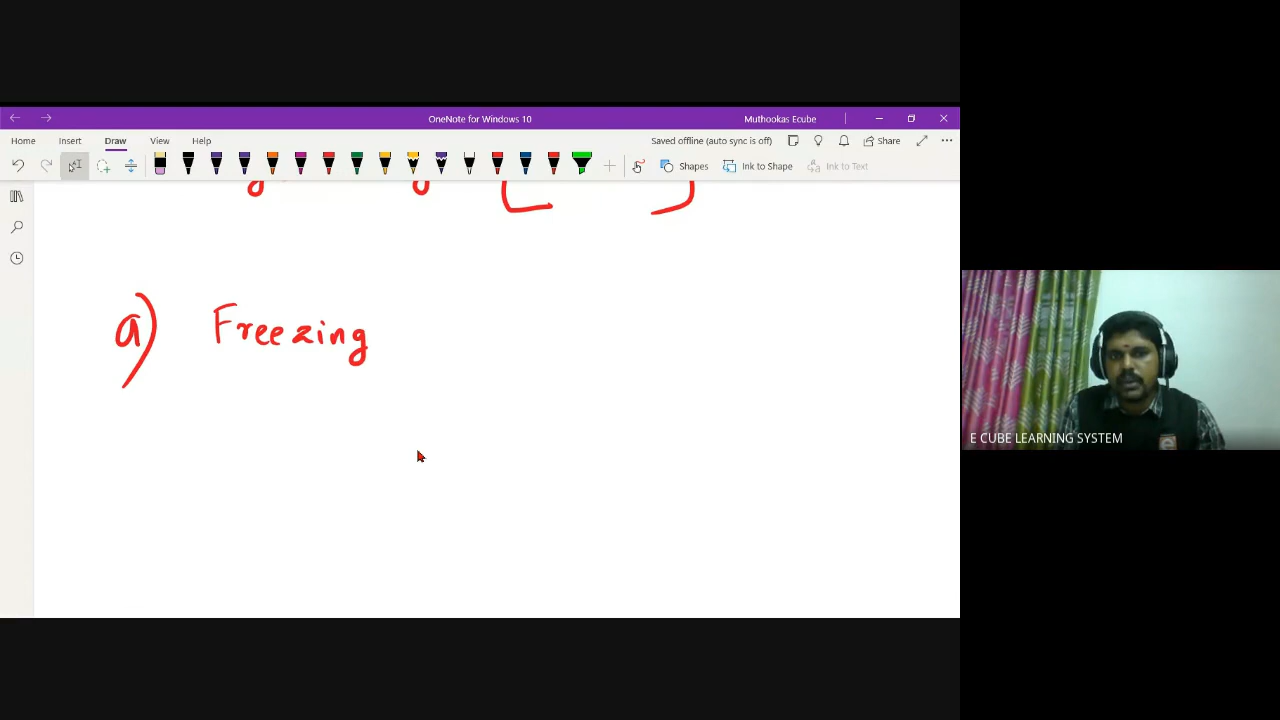 OneNote for Windows 10
Muthookas Ecube
Home Insert Draw View Help
Saved offline (auto sync is off)
Share
Shapes
Ink to Shape
Ink to Text
a) Freezing
E CUBE LEARNING SYSTEM